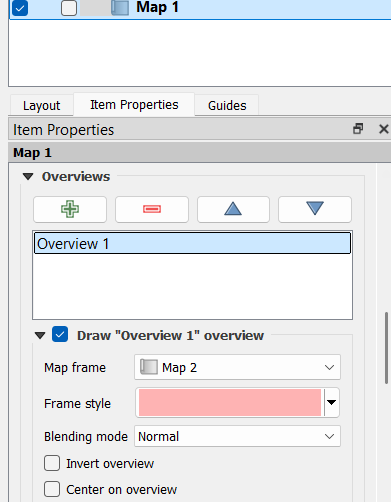 Map 1
Layout Item Properties Guides
Item Properties
Map 1
Overviews
Overview 1
Draw "Overview 1" overview
Map frame Map 2
Frame style
Blending mode Normal
Invert overview
Center on overview